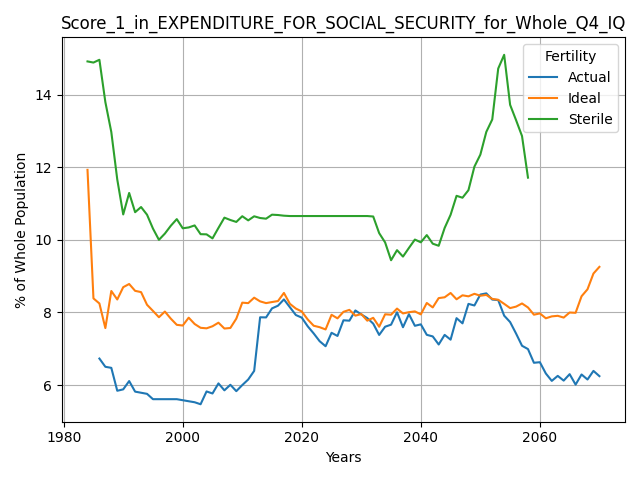 Score_1_in_EXPENDITURE_FOR_SOCIAL_SECURITY_for_Whole_Q4_IQ
Fertility
Actual
Ideal
Sterile
% of Whole Population
14
12
10
8
6
1980
2000
2020
2040
2060
Years